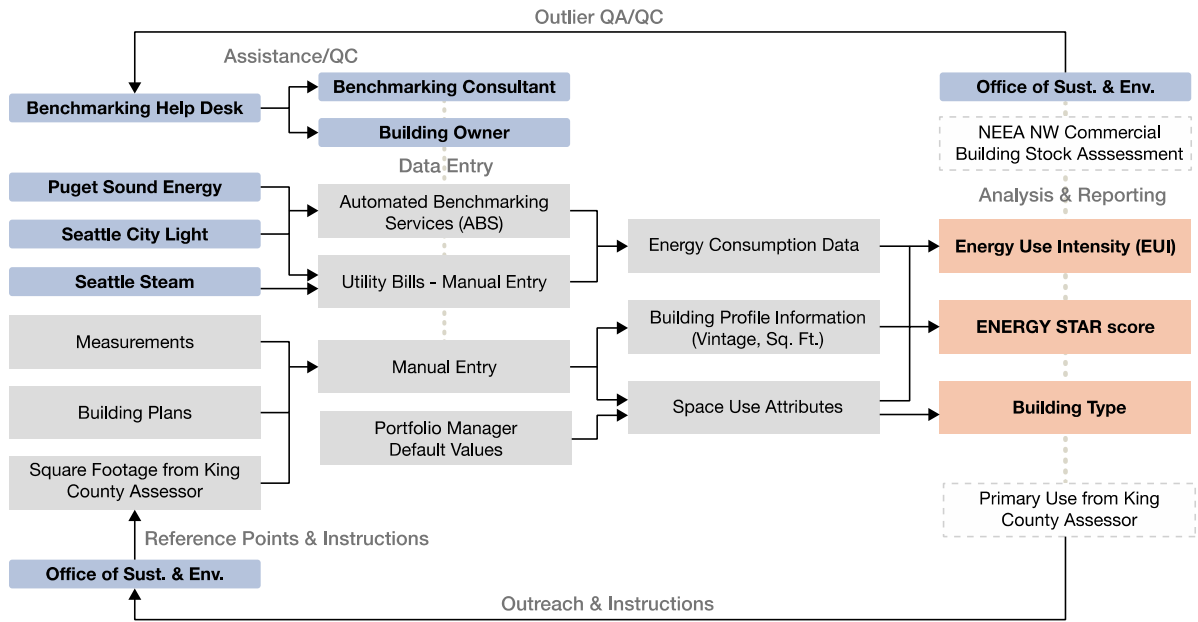 Outlier QA/QC
Assistance/QC
Benchmarking Help Desk
Benchmarking Consultant
Building Owner
Office of Sust. & Env.
NEEA NW Commercial
Building Stock Asssessment
Data Entry
Analysis & Reporting
Puget Sound Energy
Seattle City Light
Seattle Steam
Automated Benchmarking
Services (ABS)
Utility Bills - Manual Entry
Energy Consumption Data
Energy Use Intensity (EUI)
Measurements
Building Plans
Square Footage from King
County Assessor
Manual Entry
Portfolio Manager
Default Values
Building Profile Information
(Vintage, Sq. Ft.)
Space Use Attributes
ENERGY STAR score
Building Type
Primary Use from King
County Assessor
Reference Points & Instructions
Office of Sust. & Env.
Outreach & Instructions